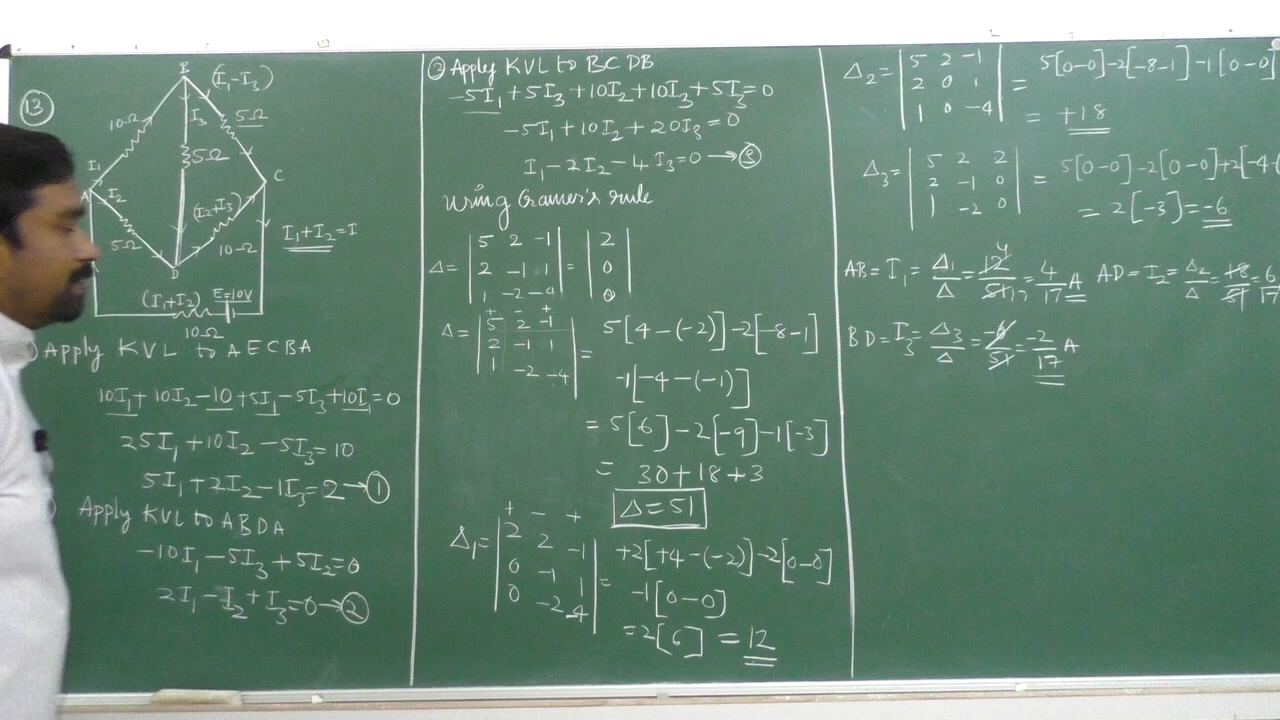 13
B
(I₁-I₃)
10Ω
I₃
5Ω
5Ω
I₁
A
I₂
C
(I₂+I₃)
5Ω
10Ω
I₁+I₂=I
D
(I₁+I₂)
E=10V
10Ω
Apply KVL to AECBA
10I₁+10I₂-10+5I₁-5I₃+10I₁=0
25I₁+10I₂-5I₃=10
5I₁+2I₂-1I₃=2→①
Apply KVL to ABDA
-10I₁-5I₃+5I₂=0
2I₁-I₂+I₃=0→②
③ Apply KVL to BCDB
-5I₁+5I₃+10I₂+10I₃+5I₃=0
-5I₁+10I₂+20I₃=0
I₁-2I₂-4I₃=0→③
Using Cramer's rule
Δ= | 5 2 -1 | = | 2 |
| 2 -1 1 | | 0 |
| 1 -2 -4 | | 0 |
+ - +
Δ= | 5 2 -1 | = 5[4-(-2)]-2[-8-1]
| 2 -1 1 |
| 1 -2 -4 |
-1[-4-(-1)]
= 5[6]-2[-9]-1[-3]
= 30+18+3
Δ=51
+ - +
Δ₁= | 2 2 -1 | = +2[+4-(-2)]-2[0-0]
| 0 -1 1 |
| 0 -2 -4 |
-1[0-0]
=2[6] = 12
Δ₂= | 5 2 -1 | = 5[0-0]-2[-8-1]-1[0-0]
| 2 0 1 |
| 1 0 -4 |
= +18
Δ₃= | 5 2 2 | = 5[0-0]-2[0-0]+2[-4-(
| 2 -1 0 |
| 1 -2 0 |
= 2[-3]=-6
AB=I₁=Δ₁/Δ=12/51=4/17 A AD=I₂=Δ₂/Δ=+18/51=6/17
BD=I₃=Δ₃/Δ=-6/51=-2/17 A